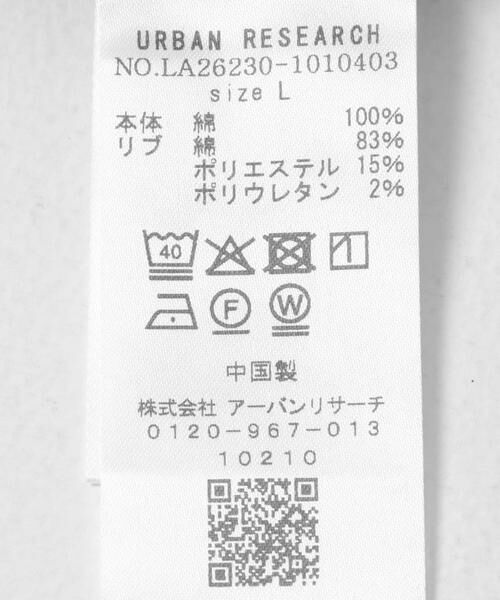 URBAN RESEARCH
NO.LA26230-1010403
size L
本体 綿 100%
リブ 綿 83%
ポリエステル 15%
ポリウレタン 2%
40
F W
中国製
株式会社 アーバンリサーチ
0120-967-013
10210